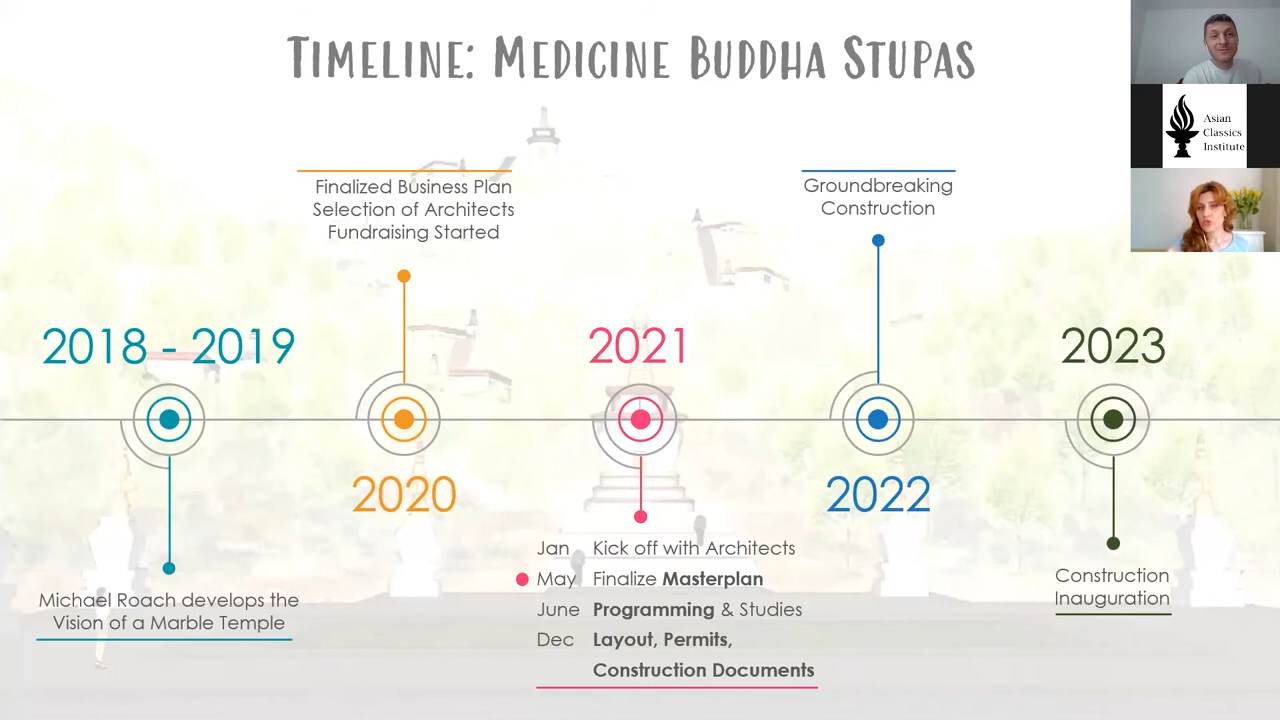 TIMELINE: MEDICINE BUDDHA STUPAS
Asian
Classics
Institute
Finalized Business Plan
Selection of Architects
Fundraising Started
Groundbreaking
Construction
2018 - 2019
2021
2023
2020
2022
Michael Roach develops the
Vision of a Marble Temple
Jan Kick off with Architects
May Finalize Masterplan
June Programming & Studies
Dec Layout, Permits,
Construction Documents
Construction
Inauguration